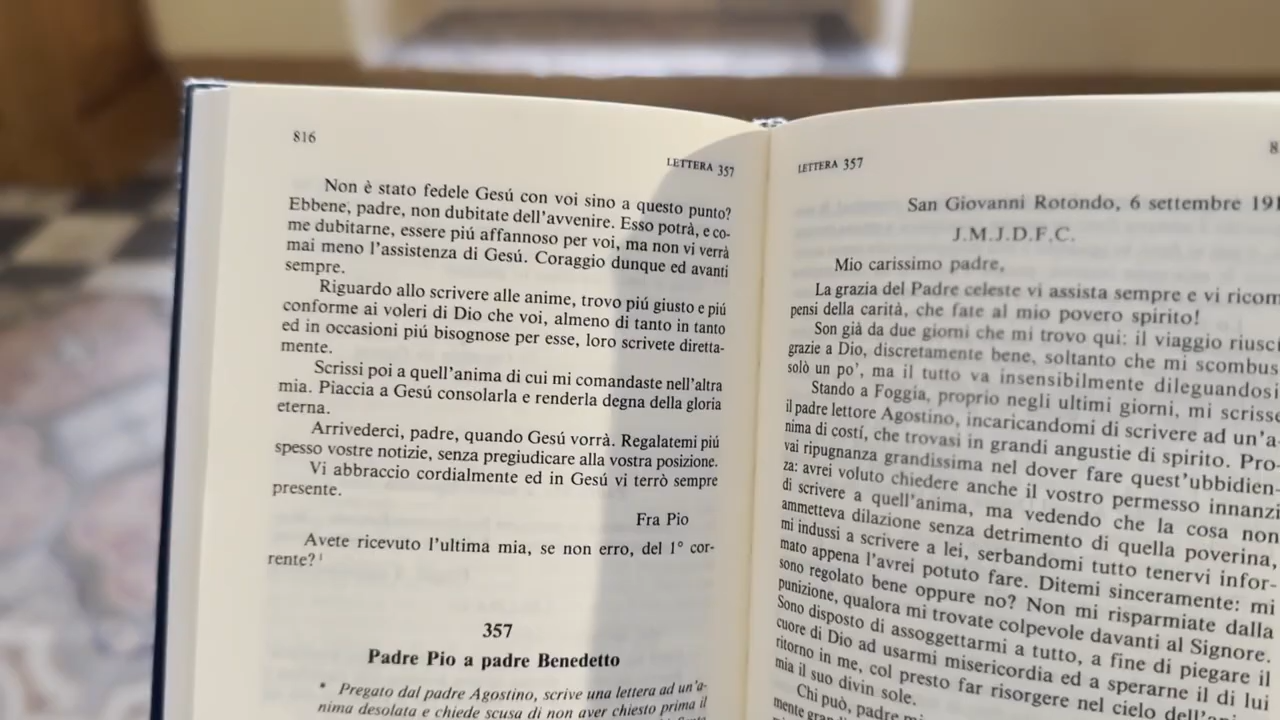 816
LETTERA 357
Non è stato fedele Gesú con voi sino a questo punto?
Ebbene, padre, non dubitate dell'avvenire. Esso potrà, e co-
me dubitarne, essere piú affannoso per voi, ma non vi verrà
mai meno l'assistenza di Gesú. Coraggio dunque ed avanti
sempre.
Riguardo allo scrivere alle anime, trovo piú giusto e piú
conforme ai voleri di Dio che voi, almeno di tanto in tanto
ed in occasioni piú bisognose per esse, loro scrivete diretta-
mente.
Scrissi poi a quell'anima di cui mi comandaste nell'altra
mia. Piaccia a Gesú consolarla e renderla degna della gloria
eterna.
Arrivederci, padre, quando Gesú vorrà. Regalatemi piú
spesso vostre notizie, senza pregiudicare alla vostra posizione.
Vi abbraccio cordialmente ed in Gesú vi terrò sempre
presente.
Fra Pio
Avete ricevuto l'ultima mia, se non erro, del 1° cor-
rente?¹
357
Padre Pio a padre Benedetto
* Pregato dal padre Agostino, scrive una lettera ad un'a-
nima desolata e chiede scusa di non aver chiesto prima il
LETTERA 357
8
San Giovanni Rotondo, 6 settembre 191
J.M.J.D.F.C.
Mio carissimo padre,
La grazia del Padre celeste vi assista sempre e vi ricom
pensi della carità, che fate al mio povero spirito!
Son già da due giorni che mi trovo qui: il viaggio riuscí
grazie a Dio, discretamente bene, soltanto che mi scombus
solò un po', ma il tutto va insensibilmente dileguandosi
Stando a Foggia, proprio negli ultimi giorni, mi scrisse
il padre lettore Agostino, incaricandomi di scrivere ad un'a-
nima di costí, che trovasi in grandi angustie di spirito. Pro-
vai ripugnanza grandissima nel dover fare quest'ubbidien-
za: avrei voluto chiedere anche il vostro permesso innanzi
di scrivere a quell'anima, ma vedendo che la cosa non
ammetteva dilazione senza detrimento di quella poverina,
mi indussi a scrivere a lei, serbandomi tutto tenervi infor-
mato appena l'avrei potuto fare. Ditemi sinceramente: mi
sono regolato bene oppure no? Non mi risparmiate dalla
punizione, qualora mi trovate colpevole davanti al Signore.
Sono disposto di assoggettarmi a tutto, a fine di piegare il
cuore di Dio ad usarmi misericordia ed a sperarne il di lui
ritorno in me, col presto far risorgere nel cielo
mia il suo divin sole.
Chi può, padre
mente